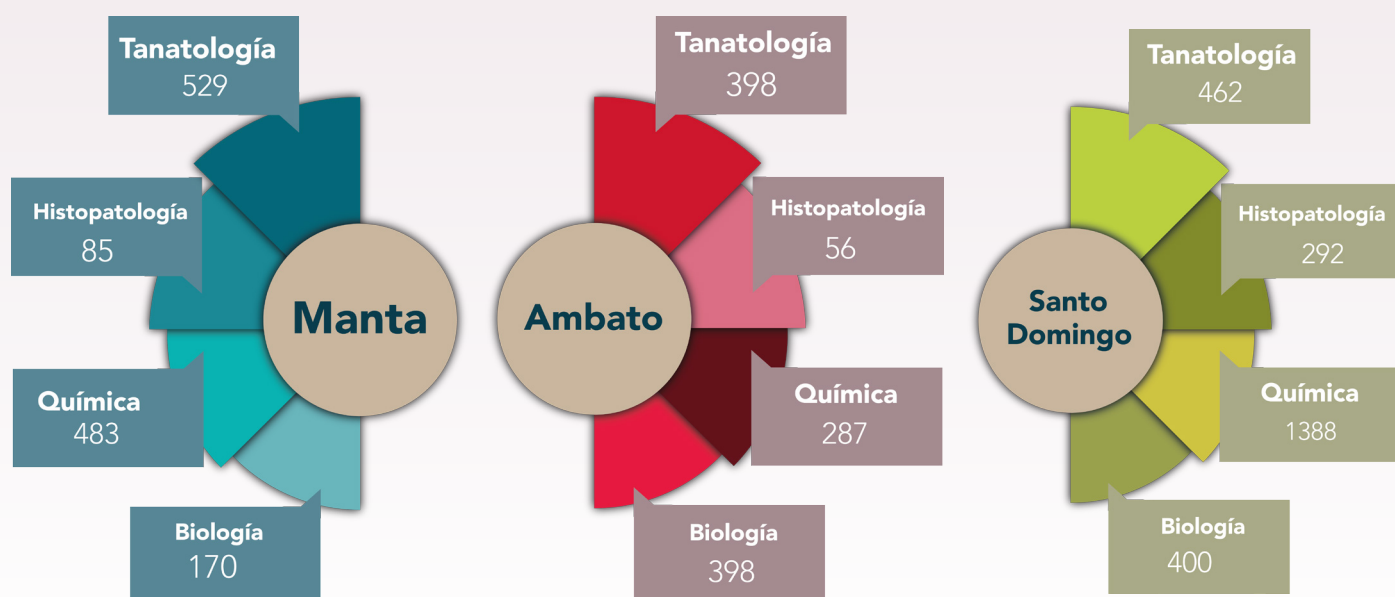 Tanatología
529
Histopatología
85
Manta
Química
483
Biología
170
Tanatología
398
Histopatología
56
Ambato
Química
287
Biología
398
Tanatología
462
Histopatología
292
Santo
Domingo
Química
1388
Biología
400